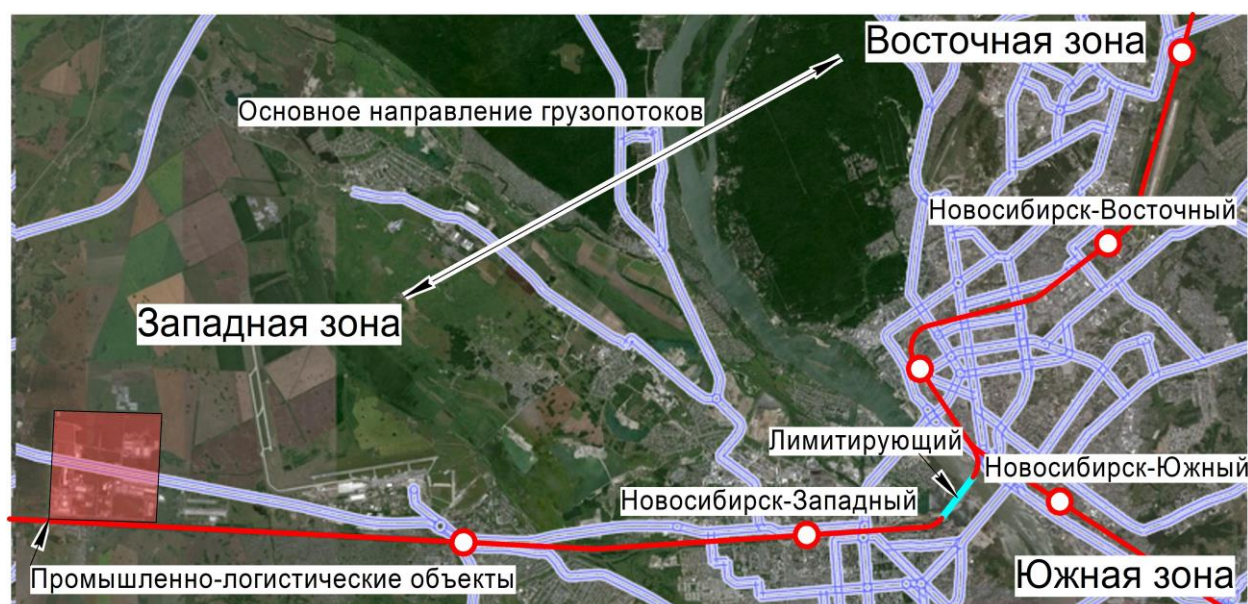 Восточная зона
Основное направление грузопотоков
Новосибирск-Восточный
Западная зона
Лимитирующий
Новосибирск-Южный
Новосибирск-Западный
Промышленно-логистические объекты
Южная зона